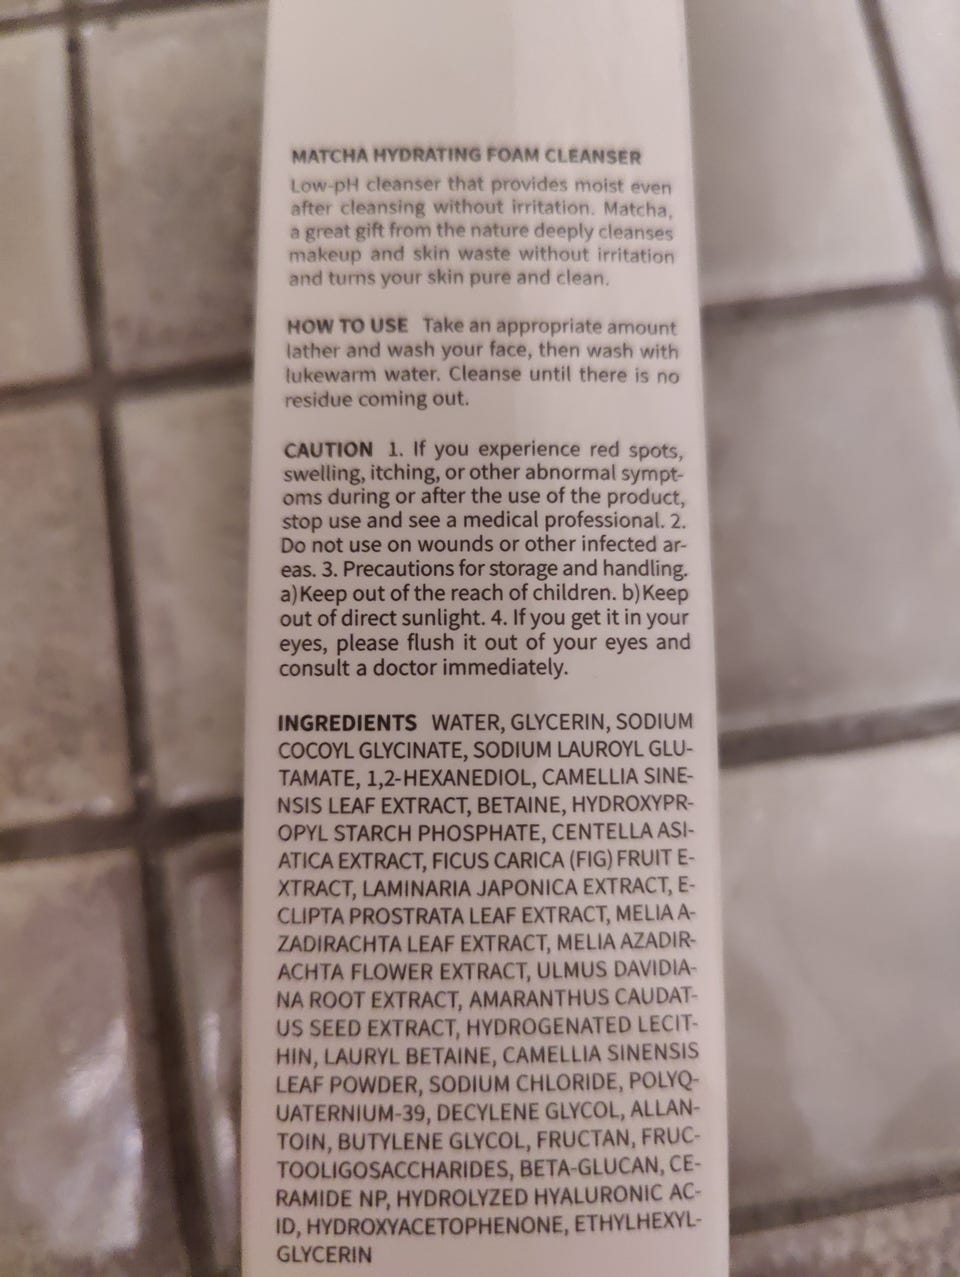 MATCHA HYDRATING FOAM CLEANSER
Low-pH cleanser that provides moist even
after cleansing without irritation. Matcha,
a great gift from the nature deeply cleanses
makeup and skin waste without irritation
and turns your skin pure and clean.
HOW TO USE Take an appropriate amount
lather and wash your face, then wash with
lukewarm water. Cleanse until there is no
residue coming out.
CAUTION 1. If you experience red spots,
swelling, itching, or other abnormal sympt-
oms during or after the use of the product,
stop use and see a medical professional. 2.
Do not use on wounds or other infected ar-
eas. 3. Precautions for storage and handling.
a)Keep out of the reach of children. b)Keep
out of direct sunlight. 4. If you get it in your
eyes, please flush it out of your eyes and
consult a doctor immediately.
INGREDIENTS WATER, GLYCERIN, SODIUM
COCOYL GLYCINATE, SODIUM LAUROYL GLU-
TAMATE, 1,2-HEXANEDIOL, CAMELLIA SINE-
NSIS LEAF EXTRACT, BETAINE, HYDROXYPR-
OPYL STARCH PHOSPHATE, CENTELLA ASI-
ATICA EXTRACT, FICUS CARICA (FIG) FRUIT E-
XTRACT, LAMINARIA JAPONICA EXTRACT, E-
CLIPTA PROSTRATA LEAF EXTRACT, MELIA A-
ZADIRACHTA LEAF EXTRACT, MELIA AZADIR-
ACHTA FLOWER EXTRACT, ULMUS DAVIDIA-
NA ROOT EXTRACT, AMARANTHUS CAUDAT-
US SEED EXTRACT, HYDROGENATED LECIT-
HIN, LAURYL BETAINE, CAMELLIA SINENSIS
LEAF POWDER, SODIUM CHLORIDE, POLYQ-
UATERNIUM-39, DECYLENE GLYCOL, ALLAN-
TOIN, BUTYLENE GLYCOL, FRUCTAN, FRUC-
TOOLIGOSACCHARIDES, BETA-GLUCAN, CE-
RAMIDE NP, HYDROLYZED HYALURONIC AC-
ID, HYDROXYACETOPHENONE, ETHYLHEXYL-
GLYCERIN